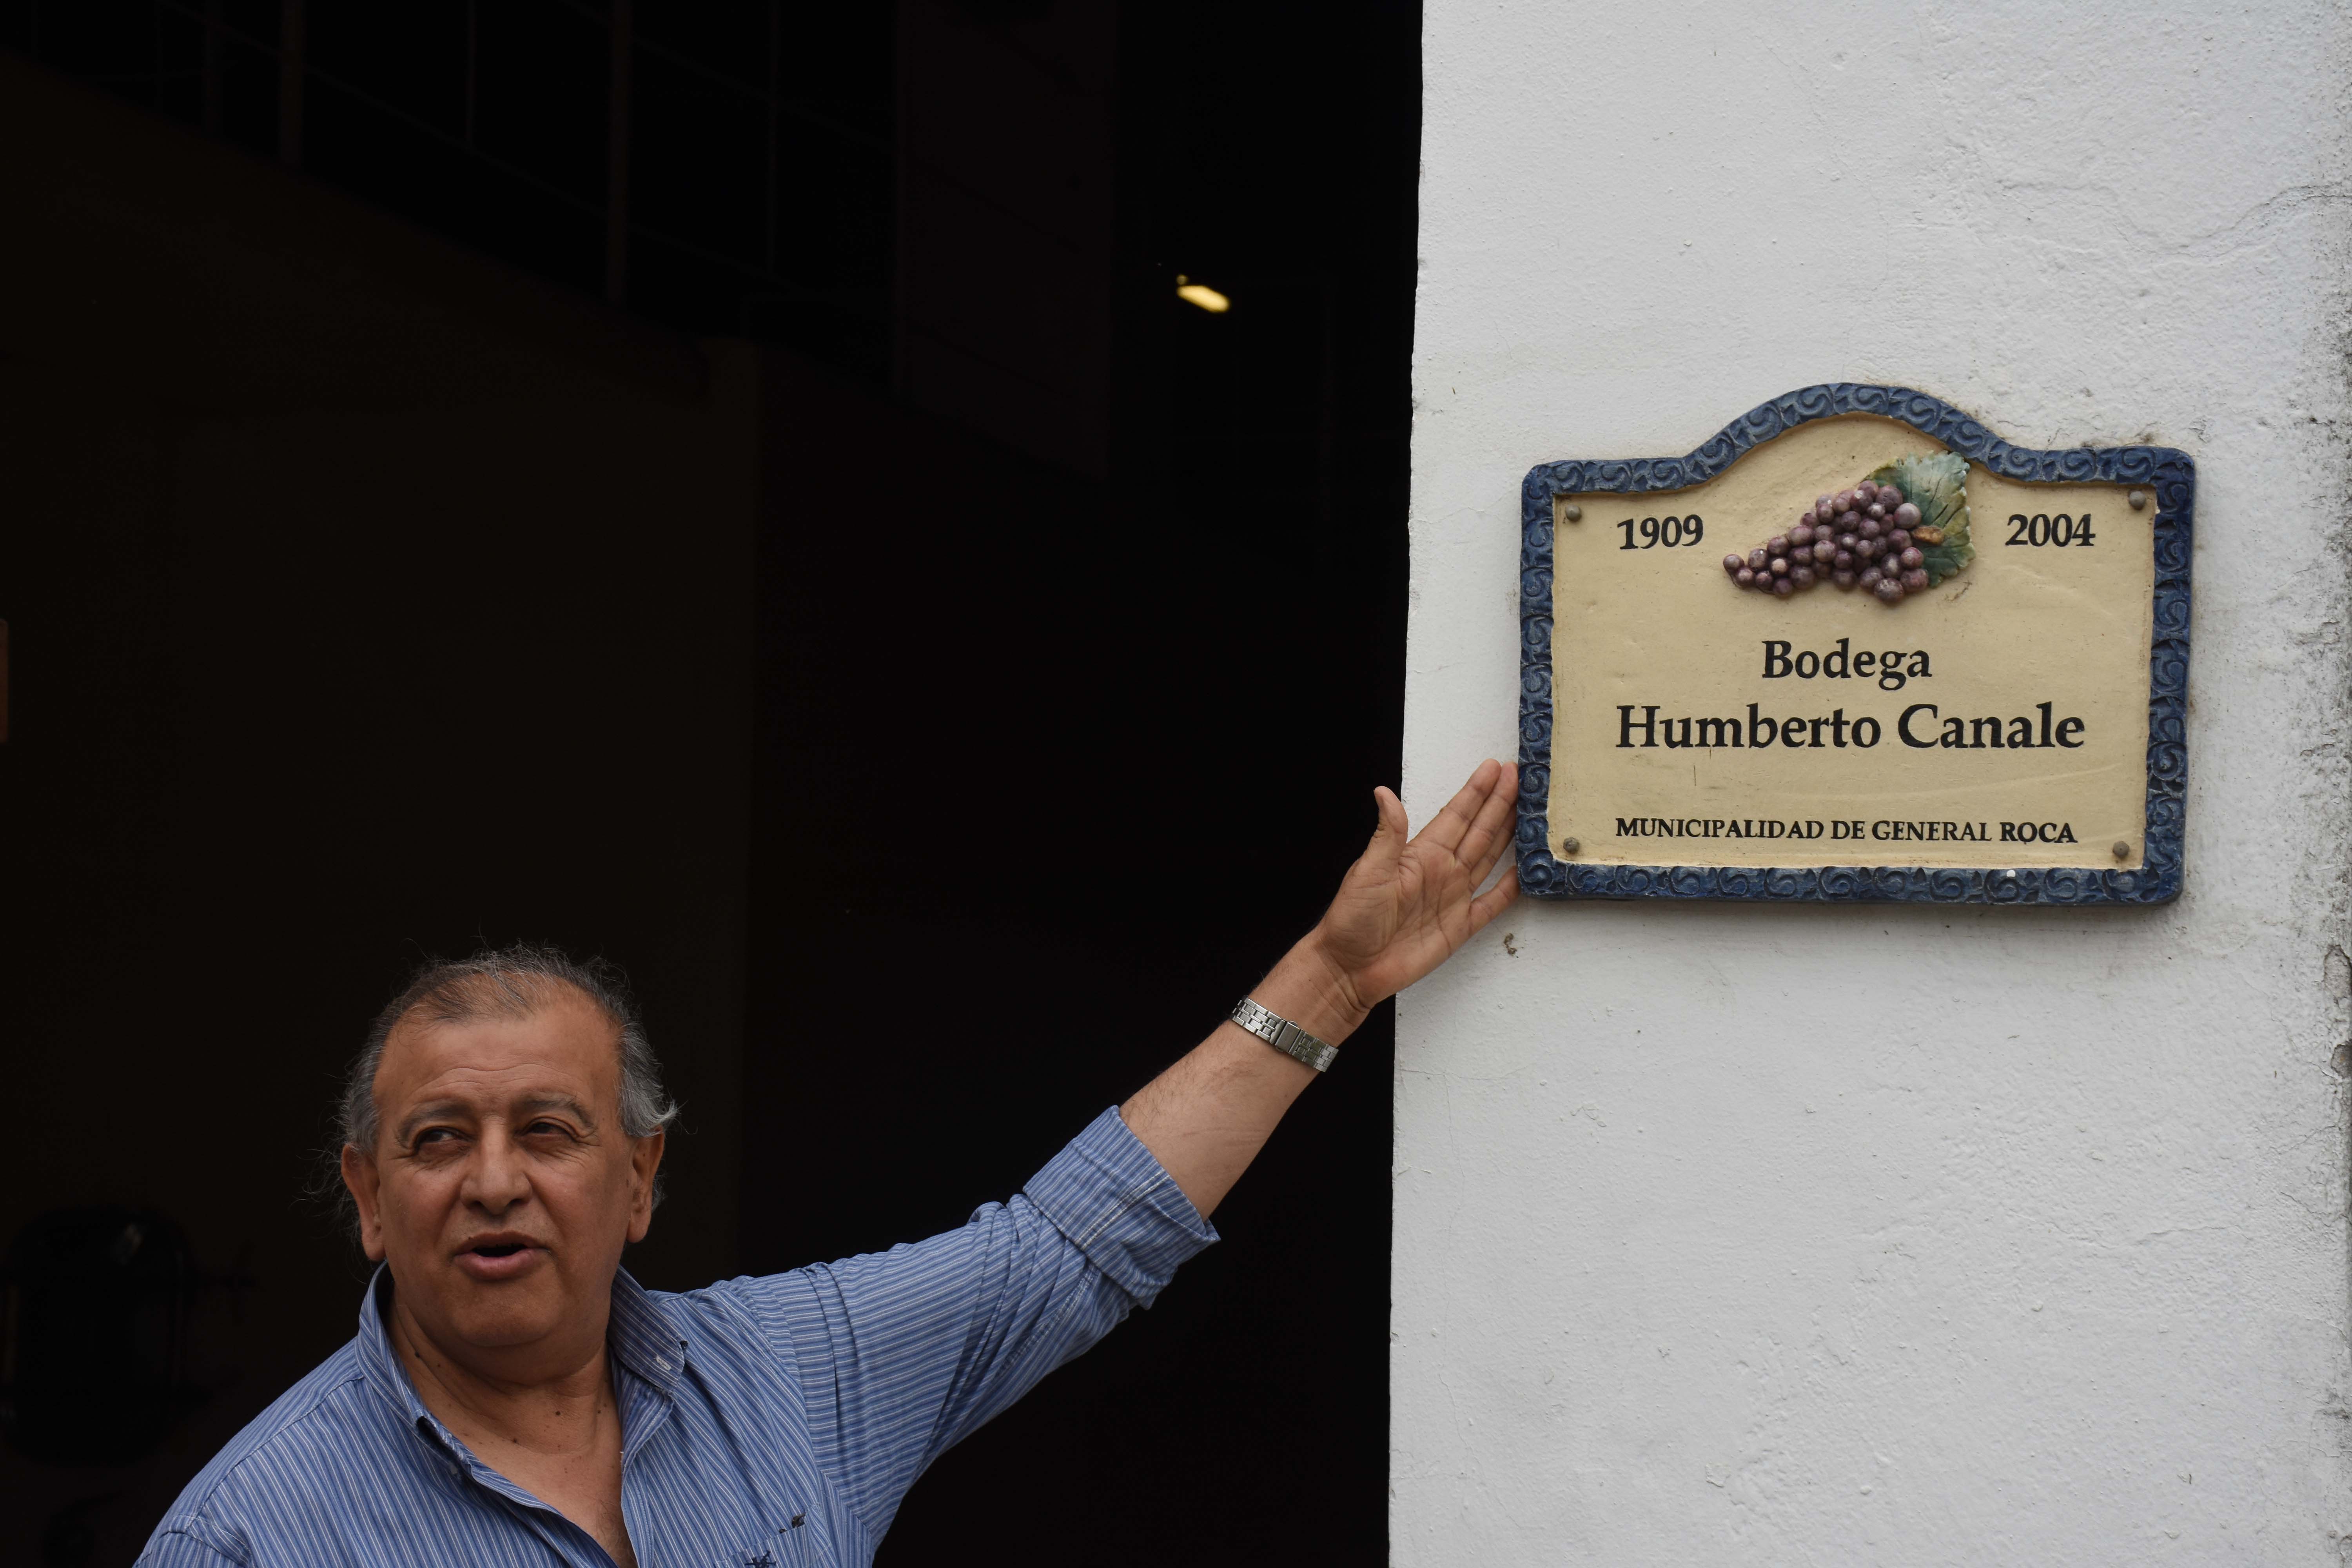 1909 2004
Bodega
Humberto Canale
MUNICIPALIDAD DE GENERAL ROCA